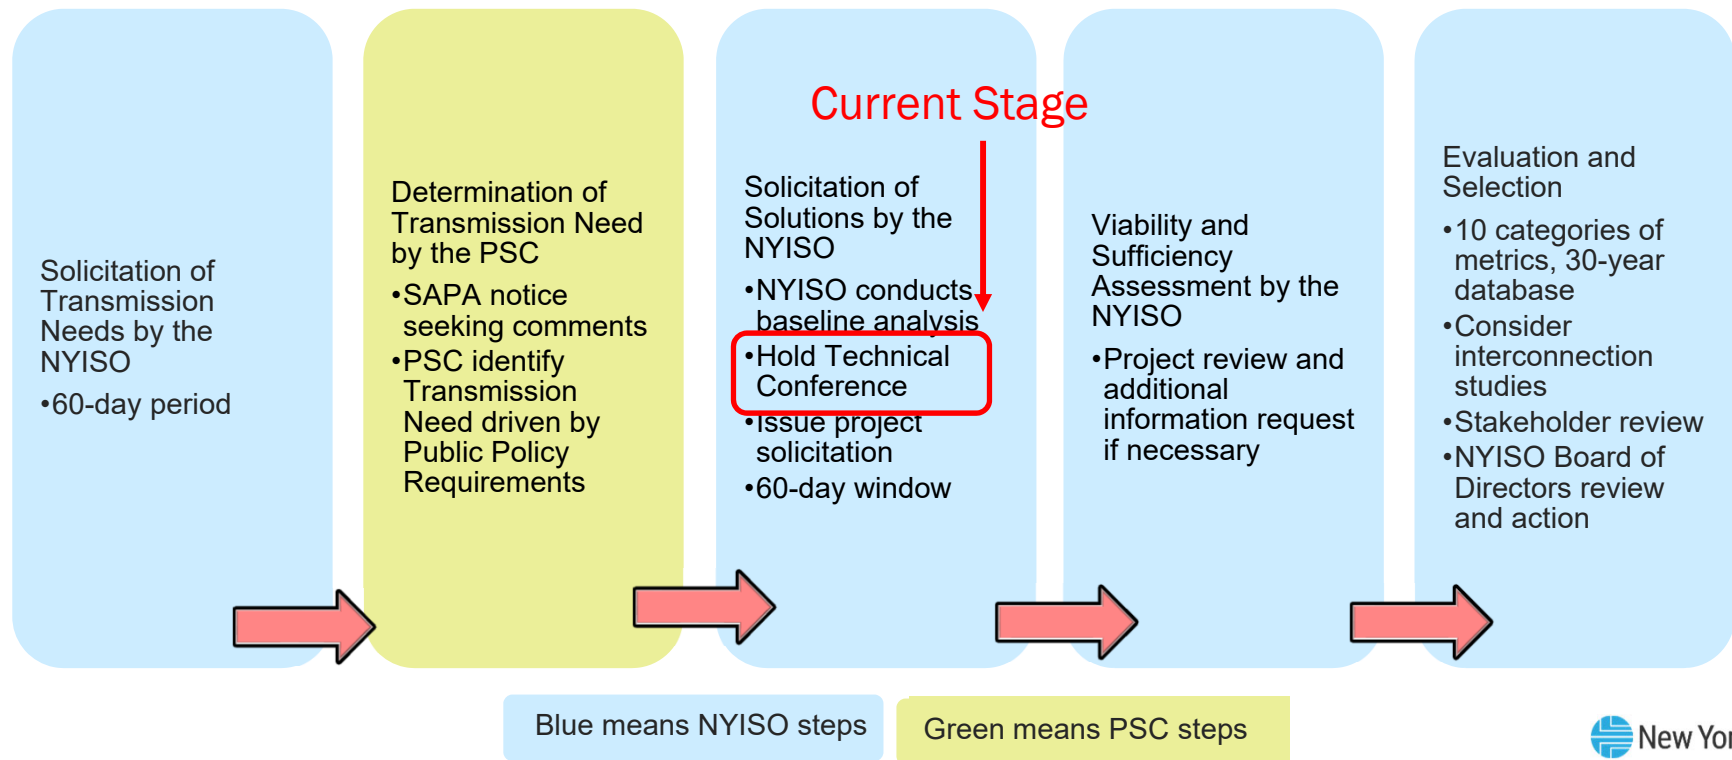 Current Stage
Solicitation of
Transmission
Needs by the
NYISO
•60-day period
Determination of
Transmission Need
by the PSC
•SAPA notice
seeking comments
•PSC identify
Transmission
Need driven by
Public Policy
Requirements
Solicitation of
Solutions by the
NYISO
•NYISO conducts
baseline analysis
•Hold Technical
Conference
•Issue project
solicitation
•60-day window
Viability and
Sufficiency
Assessment by the
NYISO
•Project review and
additional
information request
if necessary
Evaluation and
Selection
•10 categories of
metrics, 30-year
database
•Consider
interconnection
studies
•Stakeholder review
•NYISO Board of
Directors review
and action
Blue means NYISO steps
Green means PSC steps
New Yor